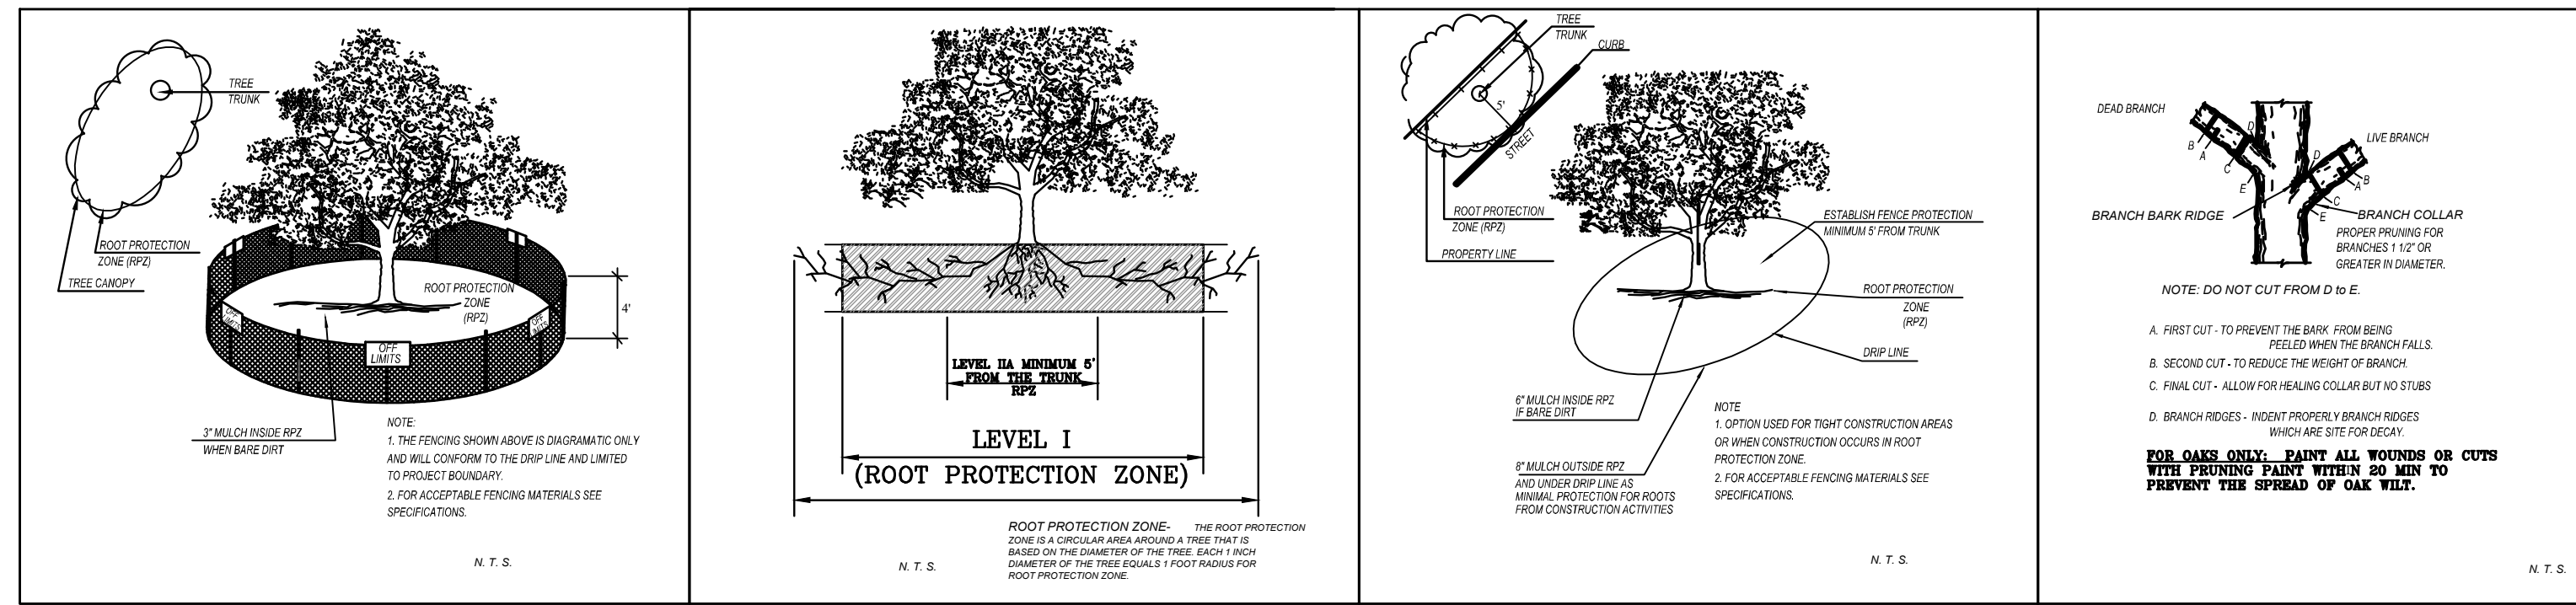 TREE
TRUNK
ROOT PROTECTION
ZONE (RPZ)
TREE CANOPY
ROOT PROTECTION
ZONE
(RPZ)
4'
OFF
LIMITS
OFF
LIMITS
OFF
LIMITS
3" MULCH INSIDE RPZ
WHEN BARE DIRT
NOTE:
1. THE FENCING SHOWN ABOVE IS DIAGRAMATIC ONLY
AND WILL CONFORM TO THE DRIP LINE AND LIMITED
TO PROJECT BOUNDARY.
2. FOR ACCEPTABLE FENCING MATERIALS SEE
SPECIFICATIONS.
N. T. S.
LEVEL IIA MINIMUM 5'
FROM THE TRUNK
RPZ
LEVEL I
(ROOT PROTECTION ZONE)
ROOT PROTECTION ZONE- THE ROOT PROTECTION
ZONE IS A CIRCULAR AREA AROUND A TREE THAT IS
BASED ON THE DIAMETER OF THE TREE. EACH 1 INCH
DIAMETER OF THE TREE EQUALS 1 FOOT RADIUS FOR
ROOT PROTECTION ZONE.
N. T. S.
TREE
TRUNK
CURB
5'
STREET
ROOT PROTECTION
ZONE (RPZ)
PROPERTY LINE
ESTABLISH FENCE PROTECTION
MINIMUM 5' FROM TRUNK
ROOT PROTECTION
ZONE
(RPZ)
DRIP LINE
6" MULCH INSIDE RPZ
IF BARE DIRT
8" MULCH OUTSIDE RPZ
AND UNDER DRIP LINE AS
MINIMAL PROTECTION FOR ROOTS
FROM CONSTRUCTION ACTIVITIES
NOTE
1. OPTION USED FOR TIGHT CONSTRUCTION AREAS
OR WHEN CONSTRUCTION OCCURS IN ROOT
PROTECTION ZONE.
2. FOR ACCEPTABLE FENCING MATERIALS SEE
SPECIFICATIONS.
N. T. S.
DEAD BRANCH
D
B
A
C
E
LIVE BRANCH
D
B
A
C
E
BRANCH BARK RIDGE
BRANCH COLLAR
PROPER PRUNING FOR
BRANCHES 1 1/2" OR
GREATER IN DIAMETER.
NOTE: DO NOT CUT FROM D to E.
A. FIRST CUT - TO PREVENT THE BARK FROM BEING
PEELED WHEN THE BRANCH FALLS.
B. SECOND CUT - TO REDUCE THE WEIGHT OF BRANCH.
C. FINAL CUT - ALLOW FOR HEALING COLLAR BUT NO STUBS
D. BRANCH RIDGES - INDENT PROPERLY BRANCH RIDGES
WHICH ARE SITE FOR DECAY.
FOR OAKS ONLY: PAINT ALL WOUNDS OR CUTS
WITH PRUNING PAINT WITHIN 20 MIN TO
PREVENT THE SPREAD OF OAK WILT.
N. T. S.